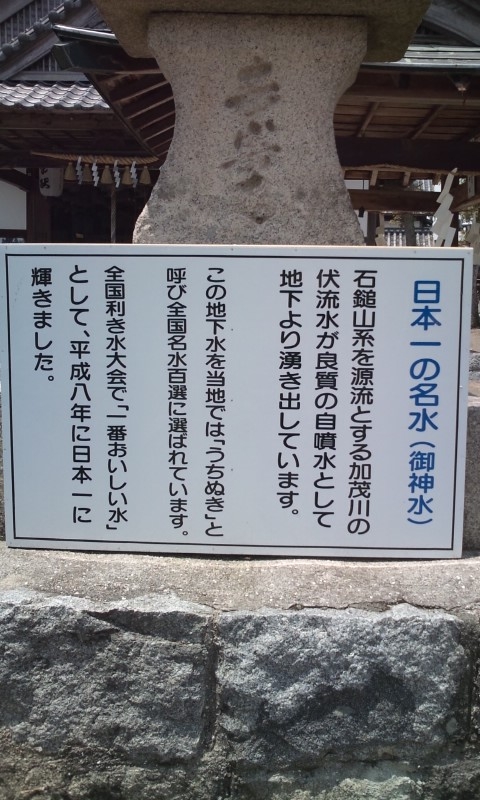 日本一の名水(御神水)
石鎚山系を源流とする加茂川の
伏流水が良質の自噴水として
地下より湧き出しています。
この地下水を当地では「うちぬき」と
呼び全国名水百選に選ばれています。
全国利き水大会で「一番おいしい水」
として、平成八年に日本一に
輝きました。